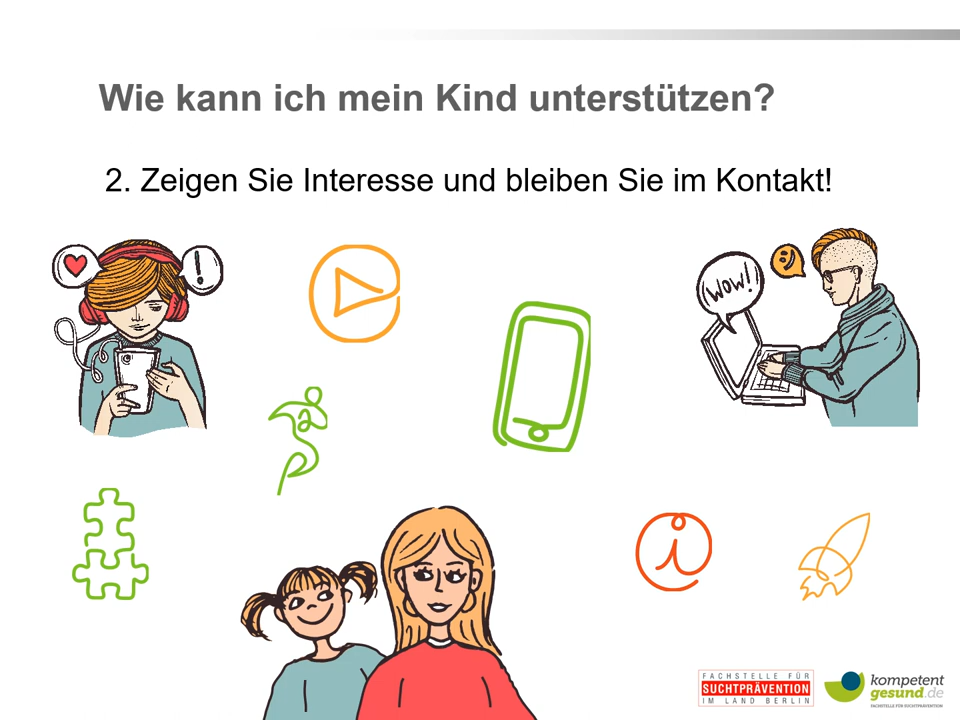 Wie kann ich mein Kind unterstützen?
2. Zeigen Sie Interesse und bleiben Sie im Kontakt!
!
WOW!
FACHSTELLE FÜR
SUCHTPRÄVENTION
IM LAND BERLIN
kompetent
gesund.de
FACHSTELLE FÜR SUCHTPRÄVENTION